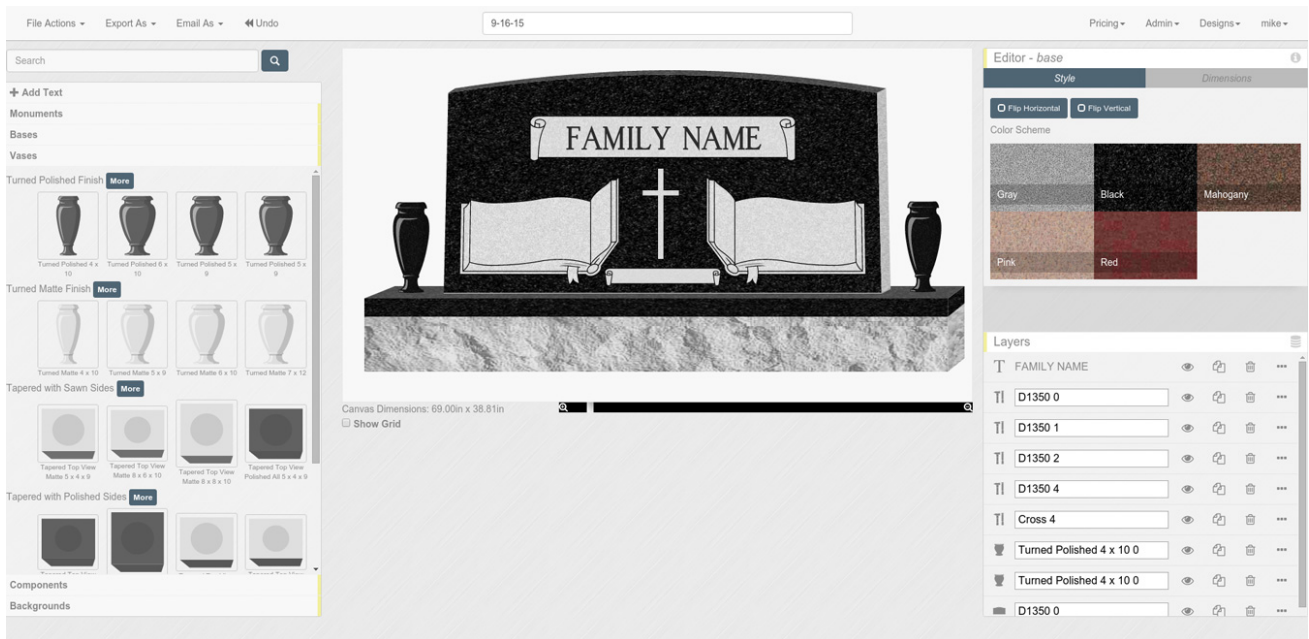 File Actions Export As Email As Undo
9-16-15
Pricing Admin Designs mike
Search
Add Text
Monuments
Bases
Vases
Turned Polished Finish More
Turned Polished 4 x 10
Turned Polished 6 x 10
Turned Polished 5 x 9
Turned Polished 5 x 9
Turned Matte Finish More
Turned Matte 4 x 10
Turned Matte 5 x 9
Turned Matte 6 x 10
Turned Matte 7 x 12
Tapered with Sawn Sides More
Tapered Top View Matte 5 x 4 x 9
Tapered Top View Matte 6 x 6 x 10
Tapered Top View Matte 8 x 8 x 10
Tapered Top View Polished All 5 x 4 x 9
Tapered with Polished Sides More
Components
Backgrounds
FAMILY NAME
Canvas Dimensions: 69.00in x 38.81in
Show Grid
Editor - base
Style Dimensions
Flip Horizontal Flip Vertical
Color Scheme
Gray Black Mahogany
Pink Red
Layers
FAMILY NAME
D1350 0
D1350 1
D1350 2
D1350 4
Cross 4
Turned Polished 4 x 10 0
Turned Polished 4 x 10 0
D1350 0